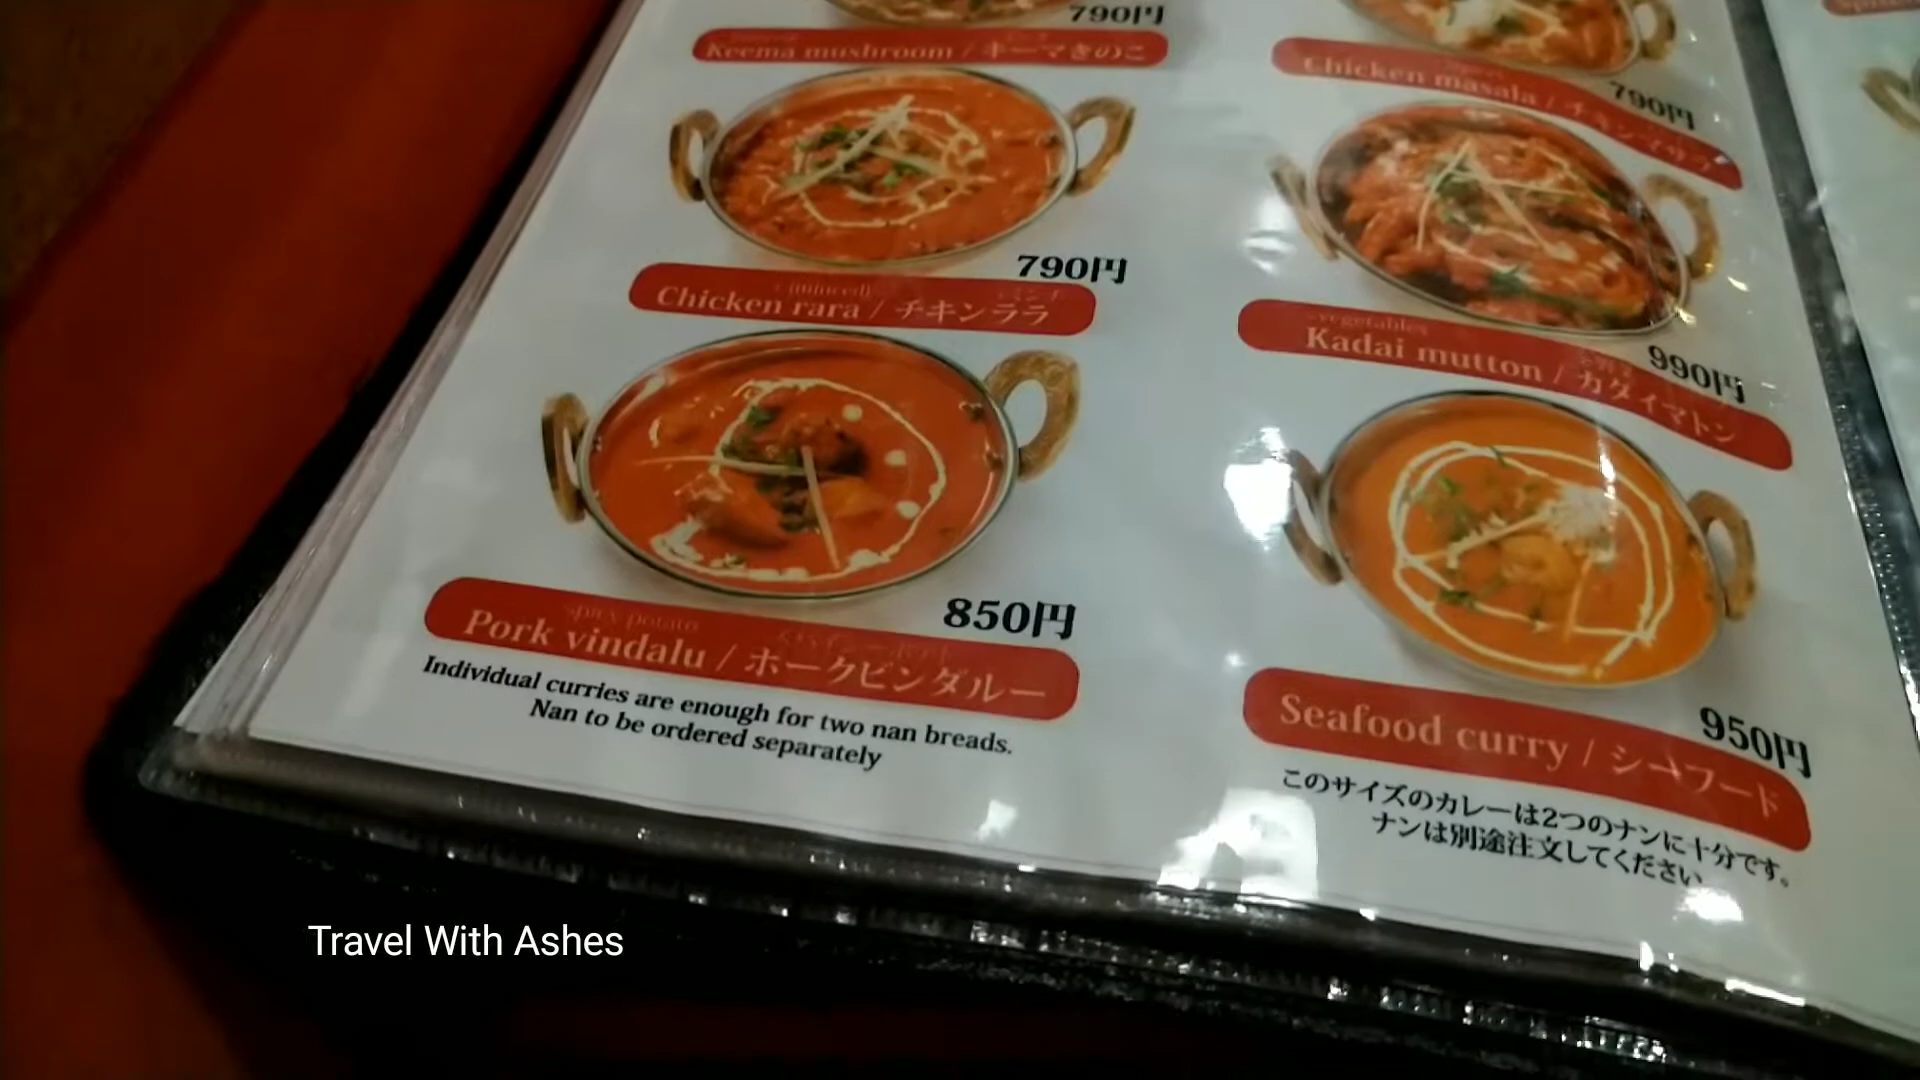 790円
Keema mushroom / キーマきのこ
790円
(minced)
Chicken rara / チキンララ
850円
spicy potato
Pork vindalu / ポークビンダルー
Individual curries are enough for two nan breads.
Nan to be ordered separately
790円
Chicken masala / チキンマサラ
990円
vegetables
Kadai mutton / カダイマトン
950円
Seafood curry / シーフード
このサイズのカレーは2つのナンに十分です。
ナンは別途注文してください
Travel With Ashes